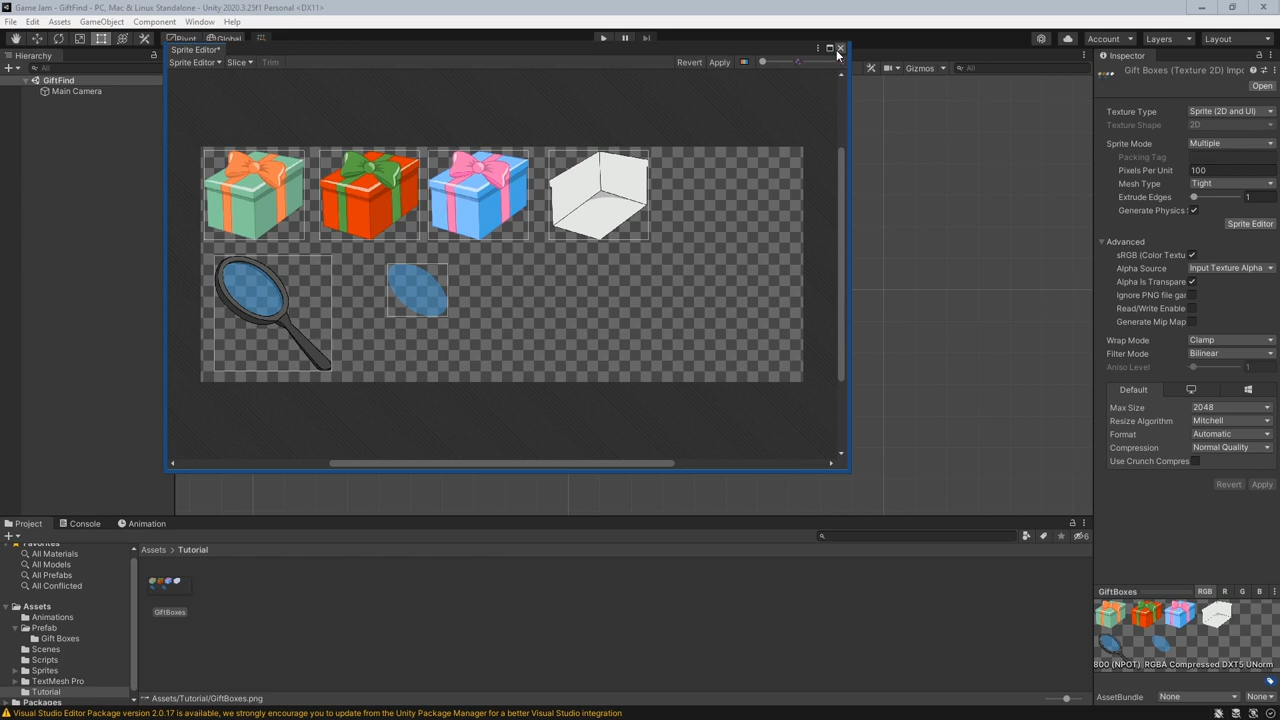 Game Jam - GiftFind - PC, Mac & Linux Standalone - Unity 2020.3.25f1 Personal <DX11>
File Edit Assets GameObject Component Window Help
Pivot Global Account Layers Layout
Hierarchy
All
GiftFind
Main Camera
Sprite Editor*
Sprite Editor Slice Trim Revert Apply
Gizmos All
Inspector
Gift Boxes (Texture 2D) Impo
Open
Texture Type Sprite (2D and UI)
Texture Shape 2D
Sprite Mode Multiple
Packing Tag
Pixels Per Unit 100
Mesh Type Tight
Extrude Edges 1
Generate Physics S
Sprite Editor
Advanced
sRGB (Color Textu
Alpha Source Input Texture Alpha
Alpha Is Transpare
Ignore PNG file gar
Read/Write Enable
Generate Mip Map
Wrap Mode Clamp
Filter Mode Bilinear
Aniso Level 1
Default
Max Size 2048
Resize Algorithm Mitchell
Format Automatic
Compression Normal Quality
Use Crunch Compres
Revert Apply
Project Console Animation
6
Favorites
All Materials
All Models
All Prefabs
All Conflicted
Assets
Animations
Prefab
Gift Boxes
Scenes
Scripts
Sprites
TextMesh Pro
Tutorial
Packages
Assets > Tutorial
GiftBoxes
Assets/Tutorial/GiftBoxes.png
GiftBoxes RGB R G B
800 (NPOT) RGBA Compressed DXT5 UNorm
AssetBundle None None
Visual Studio Editor Package version 2.0.17 is available, we strongly encourage you to update from the Unity Package Manager for a better Visual Studio integration